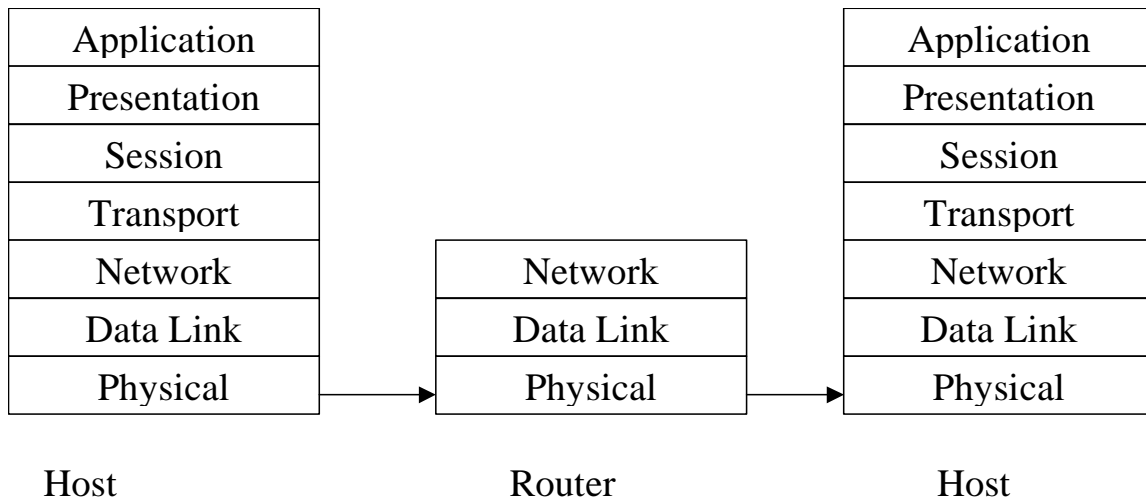 Application
Presentation
Session
Transport
Network
Data Link
Physical
Host
Network
Data Link
Physical
Router
Application
Presentation
Session
Transport
Network
Data Link
Physical
Host